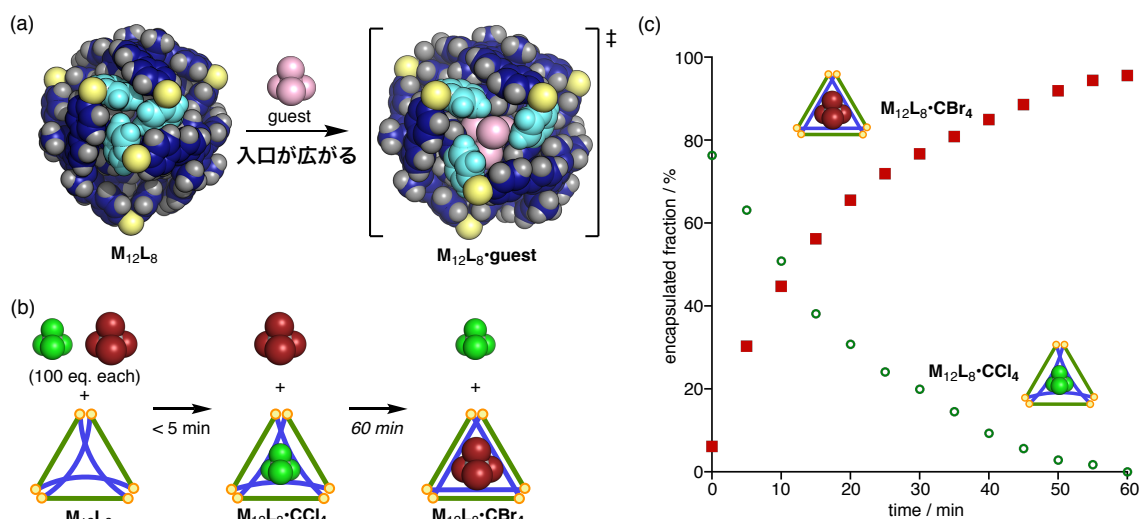 (a)
guest
入口が広がる
‡
M₁₂L₈
M₁₂L₈•guest
(b)
(100 eq. each)
+
< 5 min
+
60 min
+
M₁₂L₈•CCl₄
M₁₂L₈•CBr₄
(c)
100
80
60
40
20
0
encapsulated fraction / %
M₁₂L₈•CBr₄
M₁₂L₈•CCl₄
0
10
20
30
40
50
60
time / min